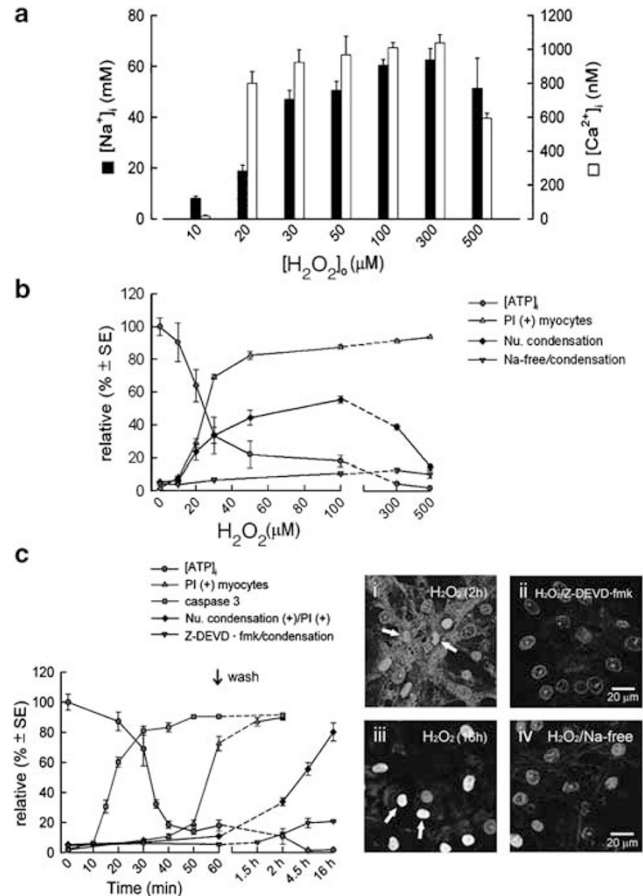 a
80
60
40
20
0
[Na+]i (mM)
1200
1000
800
600
400
200
0
[Ca2+]i (nM)
10 20 30 50 100 300 500
[H2O2]o (µM)
b
120
100
80
60
40
20
0
relative (% ± SE)
[ATP]i
PI (+) myocytes
Nu. condensation
Na-free/condensation
0 20 40 60 80 100 300 500
H2O2(µM)
c
[ATP]i
PI (+) myocytes
caspase 3
Nu. condensation (+)/PI (+)
Z-DEVD · fmk/condensation
wash
120
100
80
60
40
20
0
relative (% ± SE)
0 10 20 30 40 50 60 1.5 h 2 h 4.5 h 16 h
Time (min)
i H2O2 (2h)
ii H2O2/Z-DEVD·fmk
20 µm
iii H2O2 (16h)
iv H2O2/Na-free
20 µm